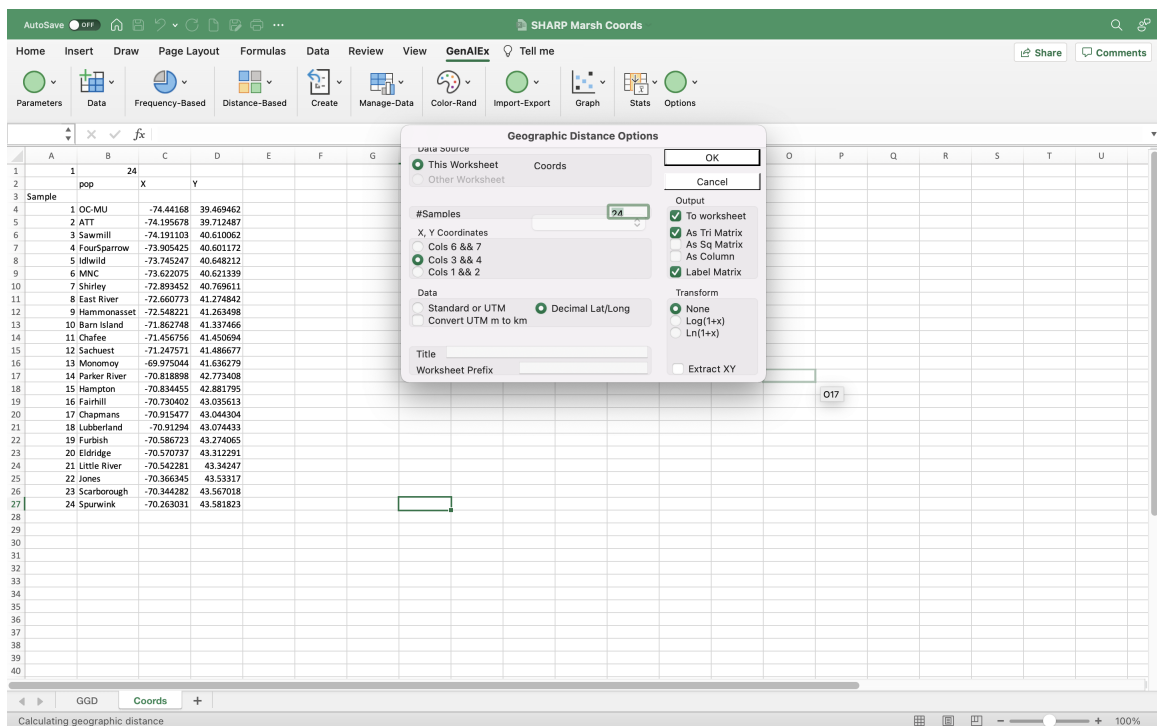 AutoSave OFF SHARP Marsh Coords
Home Insert Draw Page Layout Formulas Data Review View GenAlEx Tell me Share Comments
Parameters Data Frequency-Based Distance-Based Create Manage-Data Color-Rand Import-Export Graph Stats Options
fx
A B C D E F G O P Q R S T U
1 1 24
2 pop X Y
3 Sample
4 1 OC-MU -74.44168 39.469462
5 2 ATT -74.195678 39.712487
6 3 Sawmill -74.191103 40.610062
7 4 FourSparrow -73.905425 40.601172
8 5 Idlwild -73.745247 40.648212
9 6 MNC -73.622075 40.621339
10 7 Shirley -72.893452 40.769611
11 8 East River -72.660773 41.274842
12 9 Hammonasset -72.548221 41.263498
13 10 Barn Island -71.862748 41.337466
14 11 Chafee -71.456756 41.450694
15 12 Sachuest -71.247571 41.486677
16 13 Monomoy -69.975044 41.636279
17 14 Parker River -70.818898 42.773408
18 15 Hampton -70.834455 42.881795
19 16 Fairhill -70.730402 43.035613
20 17 Chapmans -70.915477 43.044304
21 18 Lubberland -70.91294 43.074433
22 19 Furbish -70.586723 43.274065
23 20 Eldridge -70.570737 43.312291
24 21 Little River -70.542281 43.34247
25 22 Jones -70.366345 43.53317
26 23 Scarborough -70.344282 43.567018
27 24 Spurwink -70.263031 43.581823
28
29
30
31
32
33
34
35
36
37
38
39
40
Geographic Distance Options
Data Source
This Worksheet Coords
Other Worksheet
#Samples 24
X, Y Coordinates
Cols 6 && 7
Cols 3 && 4
Cols 1 && 2
Data
Standard or UTM Decimal Lat/Long
Convert UTM m to km
Title
Worksheet Prefix
OK
Cancel
Output
To worksheet
As Tri Matrix
As Sq Matrix
As Column
Label Matrix
Transform
None
Log(1+x)
Ln(1+x)
Extract XY
O17
GGD Coords +
Calculating geographic distance 100%